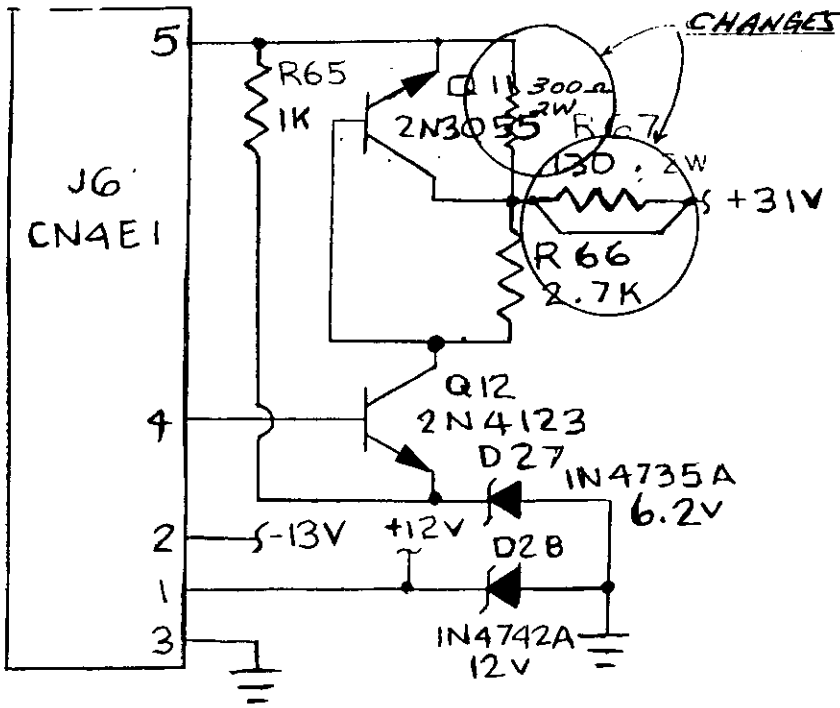 CHANGES
5
R65
1K
Q11
2N3055
300Ω
2W
R67
130 . 2W
+31V
J6
CN4E1
R66
2.7K
Q12
2N4123
4
D27
1N4735A
6.2V
2
-13V
+12V
D28
1
1N4742A
12V
3